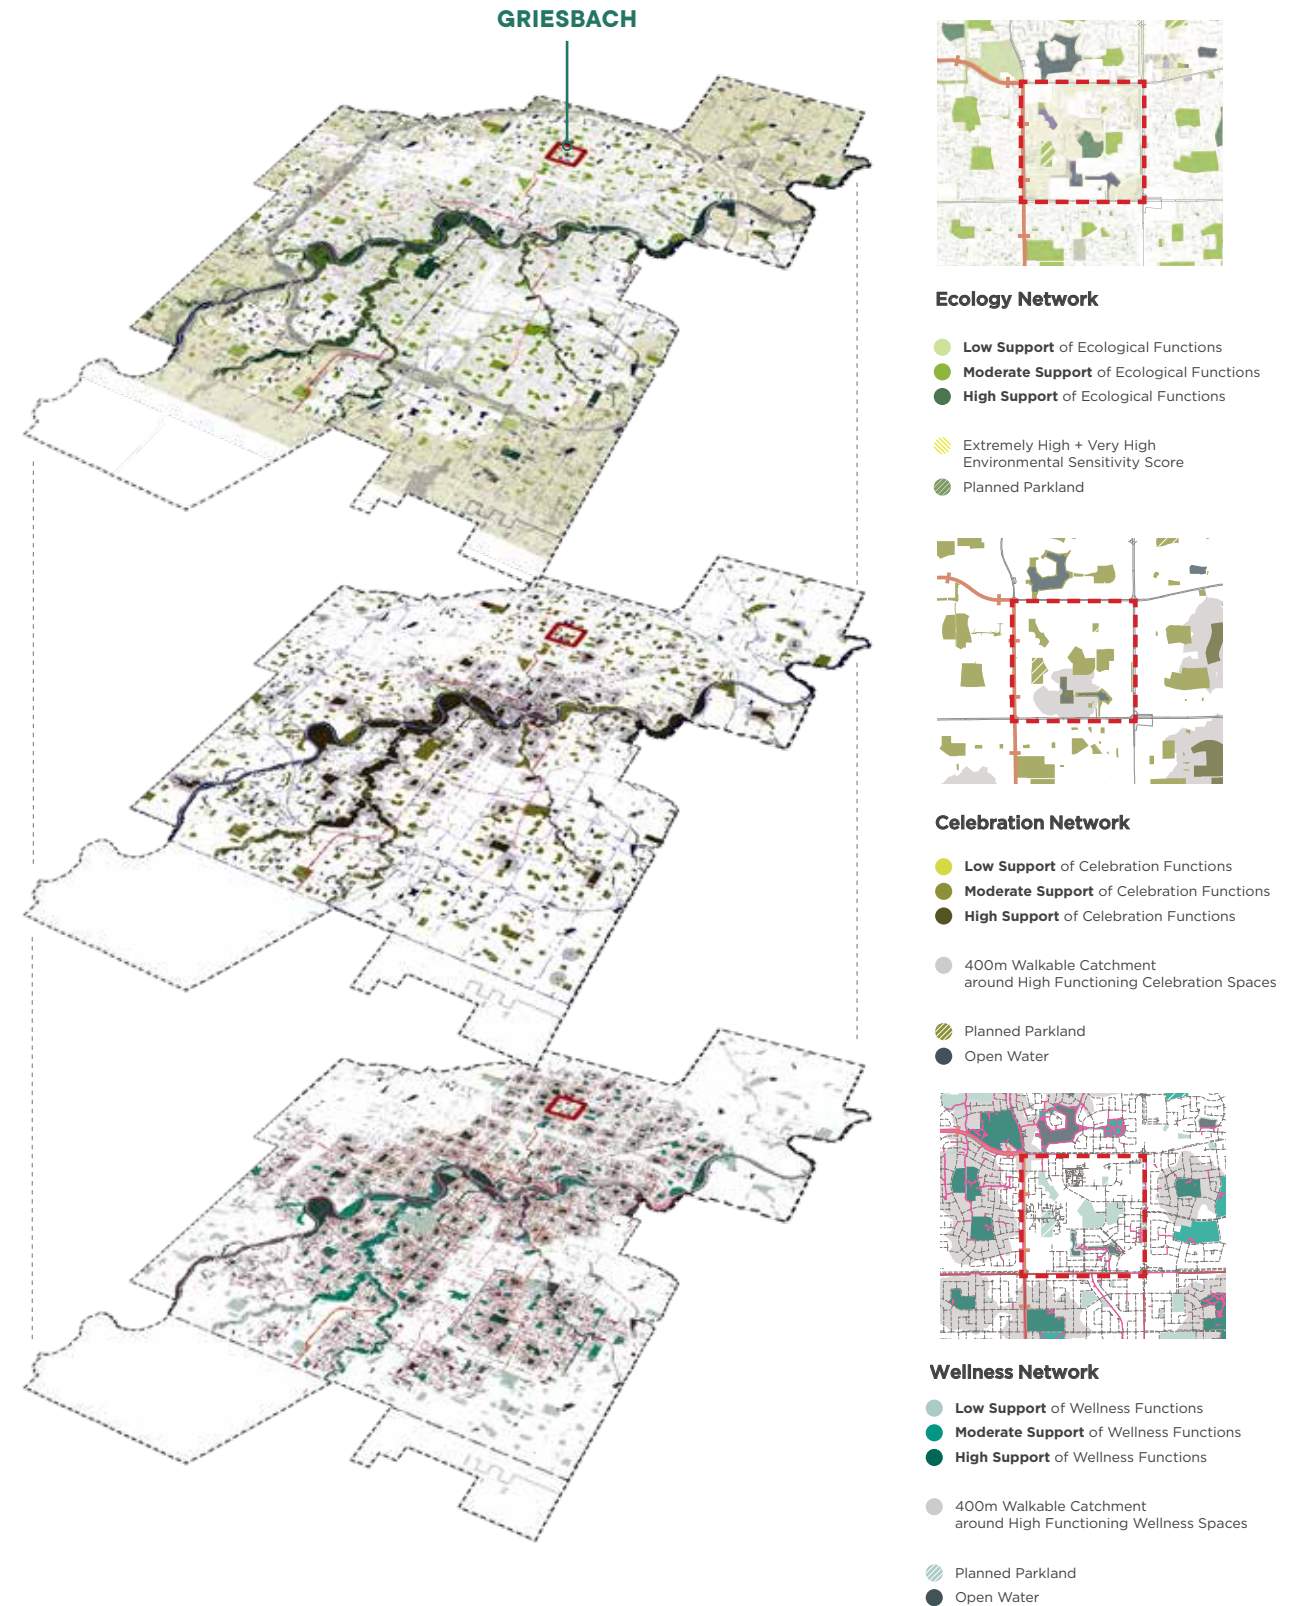 GRIESBACH
Ecology Network
Low Support of Ecological Functions
Moderate Support of Ecological Functions
High Support of Ecological Functions
Extremely High + Very High
Environmental Sensitivity Score
Planned Parkland
Celebration Network
Low Support of Celebration Functions
Moderate Support of Celebration Functions
High Support of Celebration Functions
400m Walkable Catchment
around High Functioning Celebration Spaces
Planned Parkland
Open Water
Wellness Network
Low Support of Wellness Functions
Moderate Support of Wellness Functions
High Support of Wellness Functions
400m Walkable Catchment
around High Functioning Wellness Spaces
Planned Parkland
Open Water